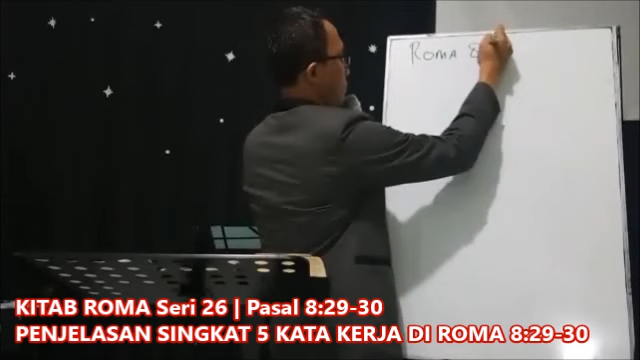 ROMA 8
KITAB ROMA Seri 26 | Pasal 8:29-30
PENJELASAN SINGKAT 5 KATA KERJA DI ROMA 8:29-30